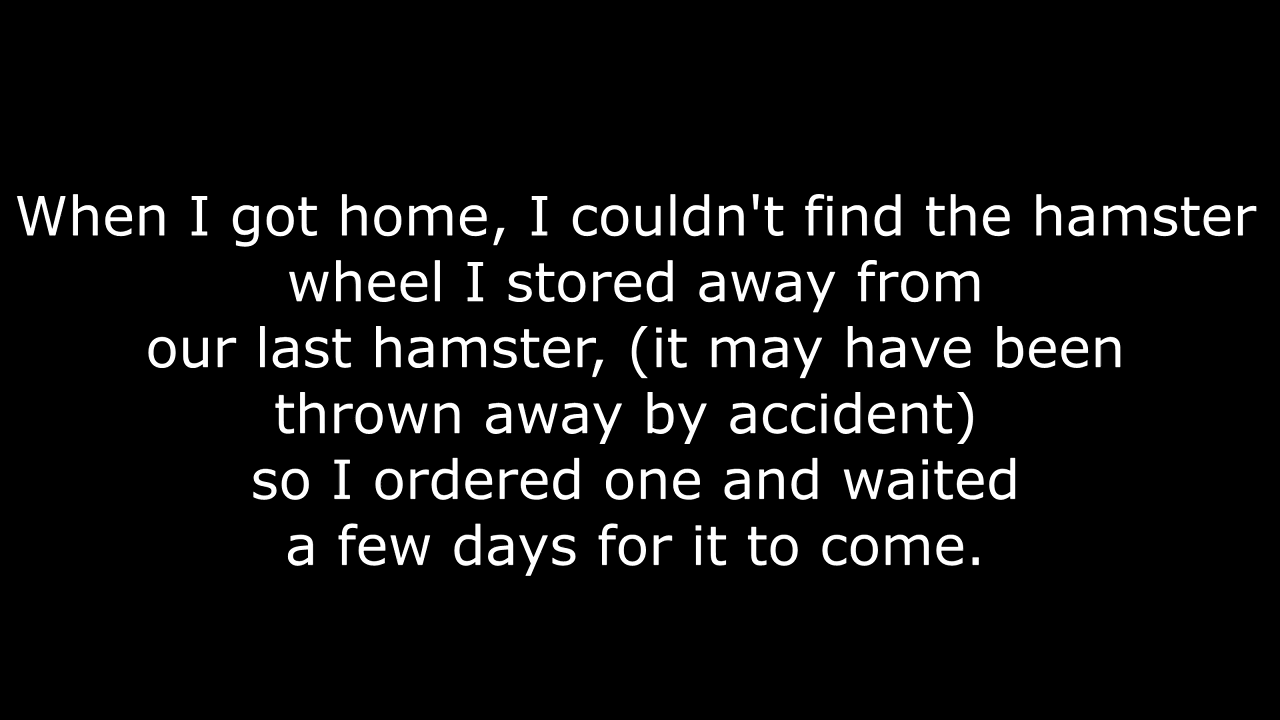 When I got home, I couldn't find the hamster
wheel I stored away from
our last hamster, (it may have been
thrown away by accident)
so I ordered one and waited
a few days for it to come.